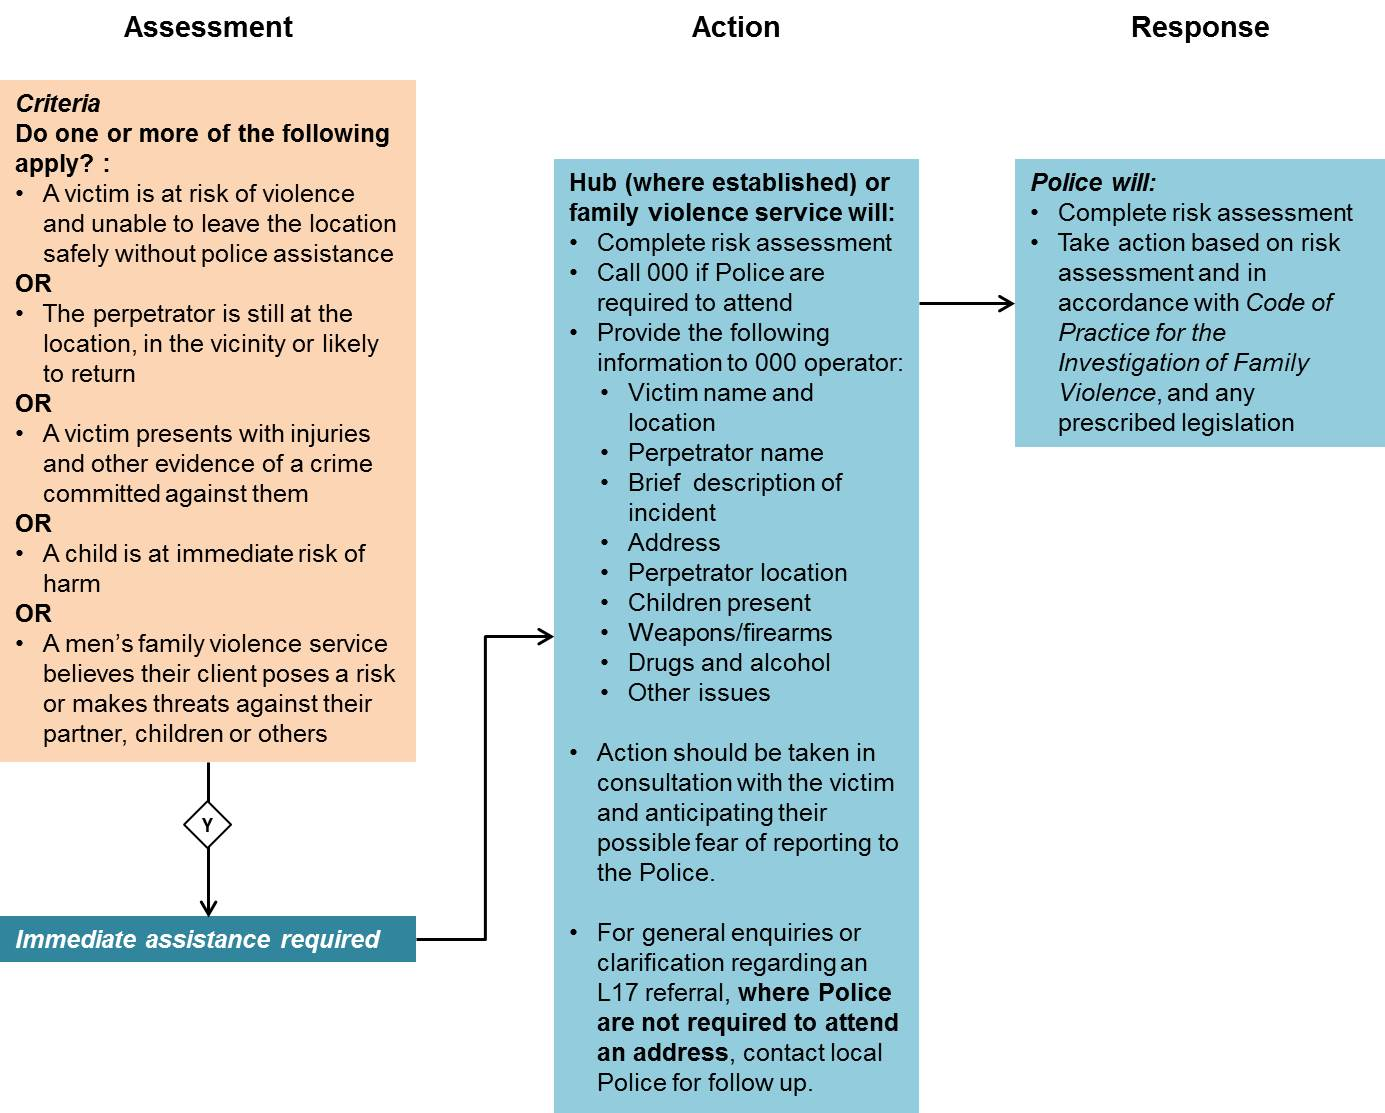 Assessment
Criteria
Do one or more of the following
apply? :
• A victim is at risk of violence
and unable to leave the location
safely without police assistance
OR
• The perpetrator is still at the
location, in the vicinity or likely
to return
OR
• A victim presents with injuries
and other evidence of a crime
committed against them
OR
• A child is at immediate risk of
harm
OR
• A men’s family violence service
believes their client poses a risk
or makes threats against their
partner, children or others
Y
Immediate assistance required
Action
Hub (where established) or
family violence service will:
• Complete risk assessment
• Call 000 if Police are
required to attend
• Provide the following
information to 000 operator:
• Victim name and
location
• Perpetrator name
• Brief description of
incident
• Address
• Perpetrator location
• Children present
• Weapons/firearms
• Drugs and alcohol
• Other issues
• Action should be taken in
consultation with the victim
and anticipating their
possible fear of reporting to
the Police.
• For general enquiries or
clarification regarding an
L17 referral, where Police
are not required to attend
an address, contact local
Police for follow up.
Response
Police will:
• Complete risk assessment
• Take action based on risk
assessment and in
accordance with Code of
Practice for the
Investigation of Family
Violence, and any
prescribed legislation